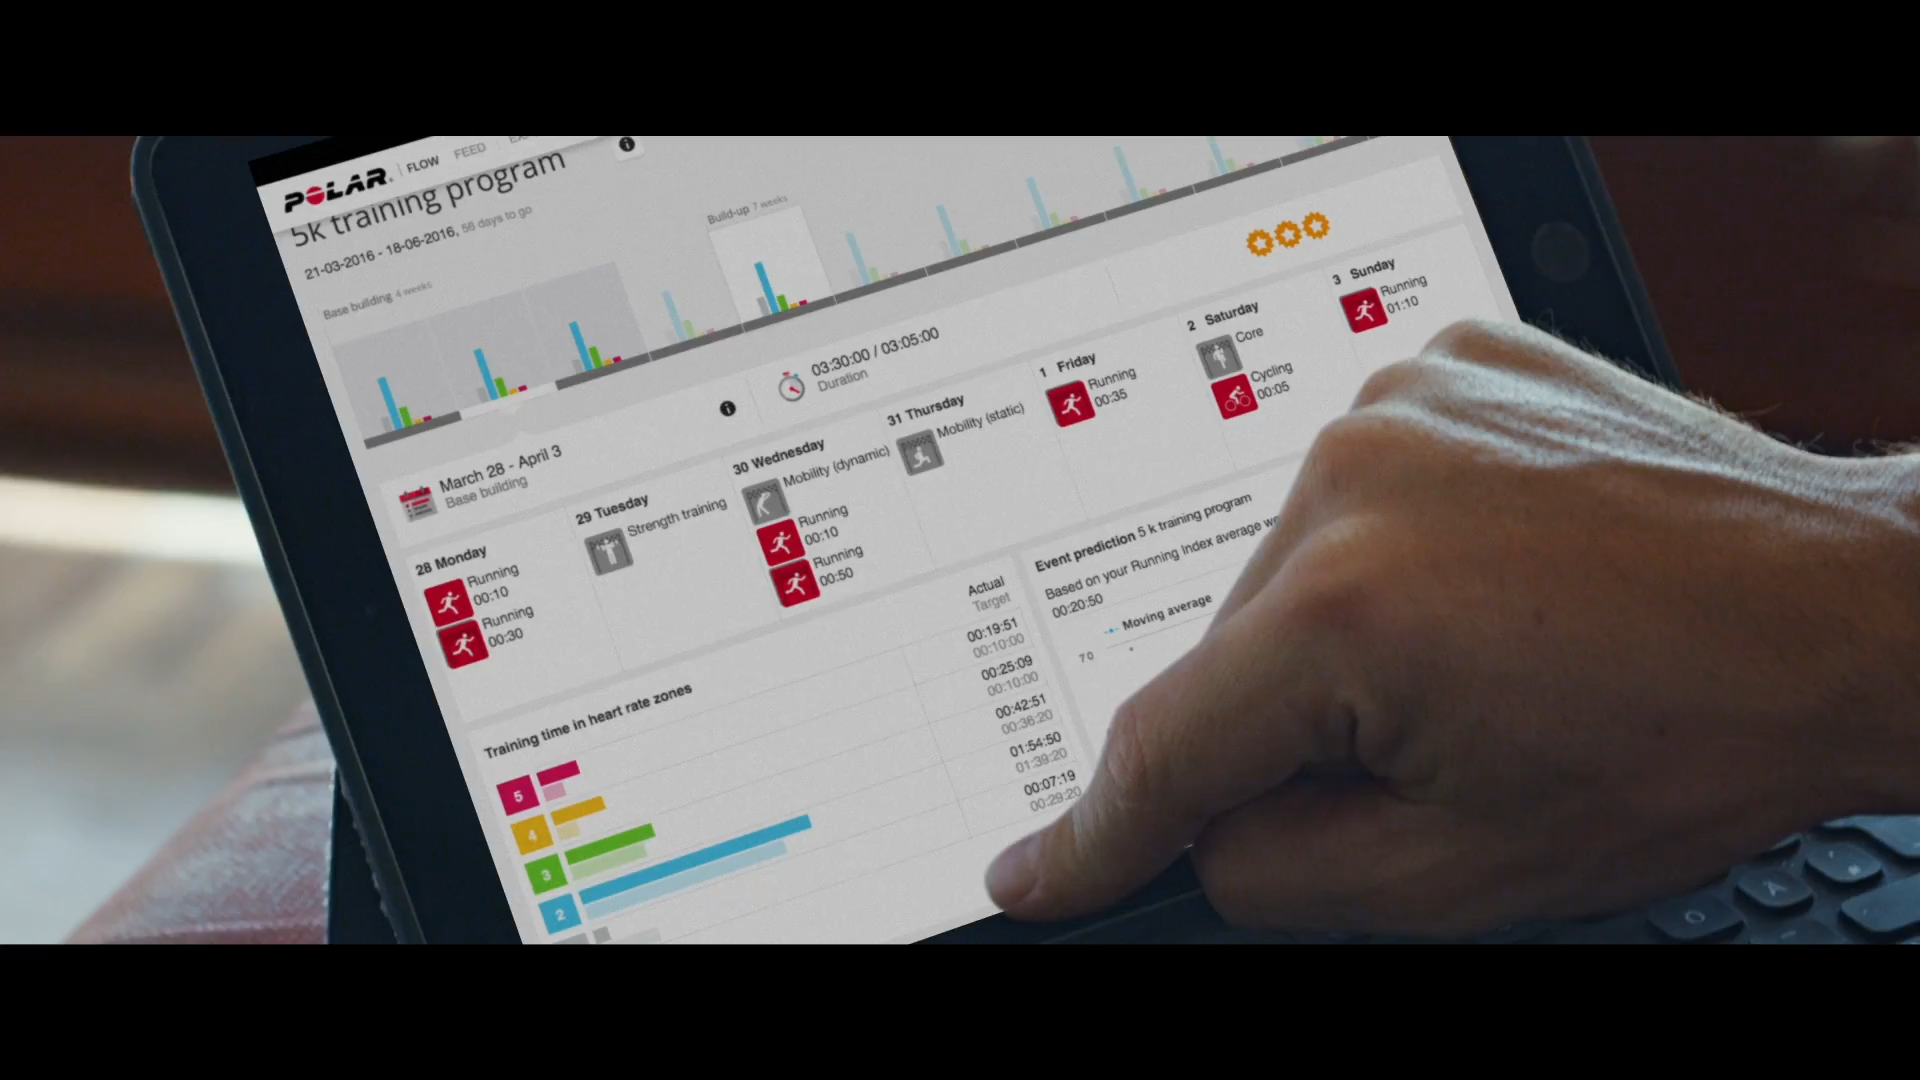 POLAR
FLOW
FEED
5k training program
21-03-2016 - 18-06-2016, 56 days to go
Base building 4 weeks
Build-up 7 weeks
March 28 - April 3
Base building
03:30:00 / 03:05:00
Duration
28 Monday
Running
00:10
Running
00:30
29 Tuesday
Strength training
30 Wednesday
Mobility (dynamic)
Running
00:10
Running
00:50
31 Thursday
Mobility (static)
1 Friday
Running
00:35
2 Saturday
Core
Cycling
00:05
3 Sunday
Running
01:10
Training time in heart rate zones
Actual
Target
5
00:19:51
00:10:00
4
00:25:09
00:10:00
3
00:42:51
00:36:20
2
01:54:50
01:39:20
00:07:19
00:29:20
Event prediction 5 k training program
Based on your Running Index average
00:20:50
Moving average
70